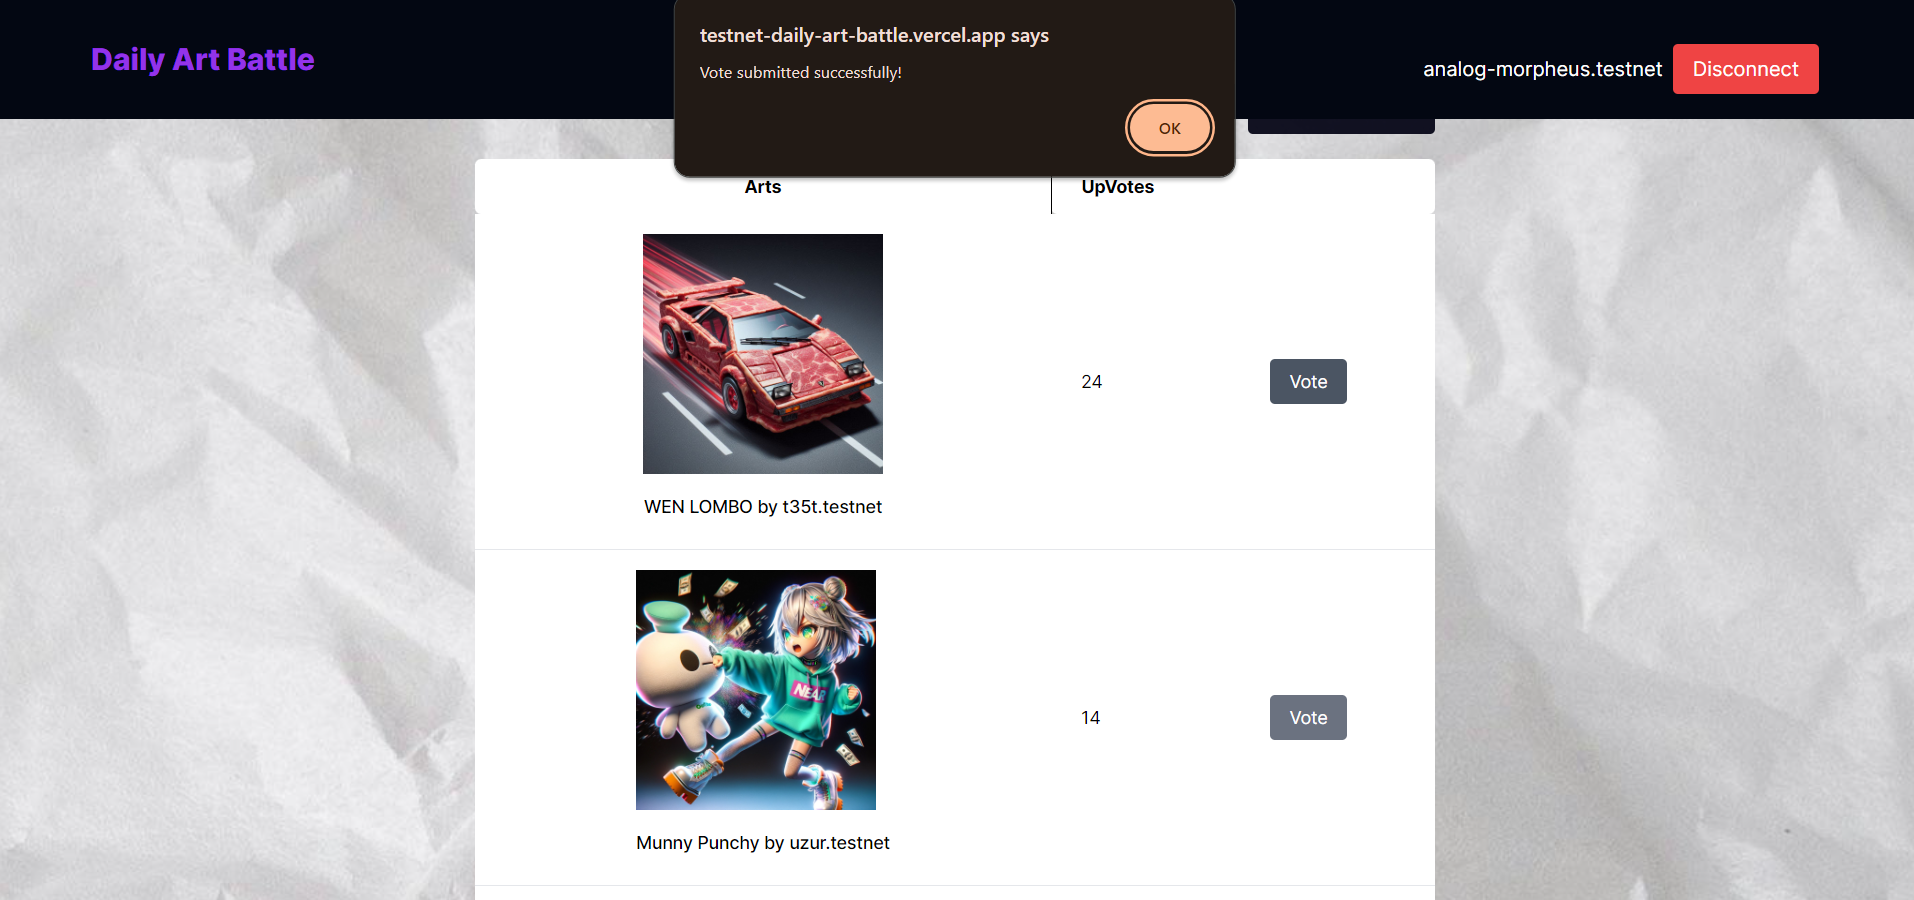 Daily Art Battle
testnet-daily-art-battle.vercel.app says
Vote submitted successfully!
OK
analog-morpheus.testnet
Disconnect
Arts
UpVotes
24
Vote
WEN LOMBO by t35t.testnet
NEAR
14
Vote
Munny Punchy by uzur.testnet